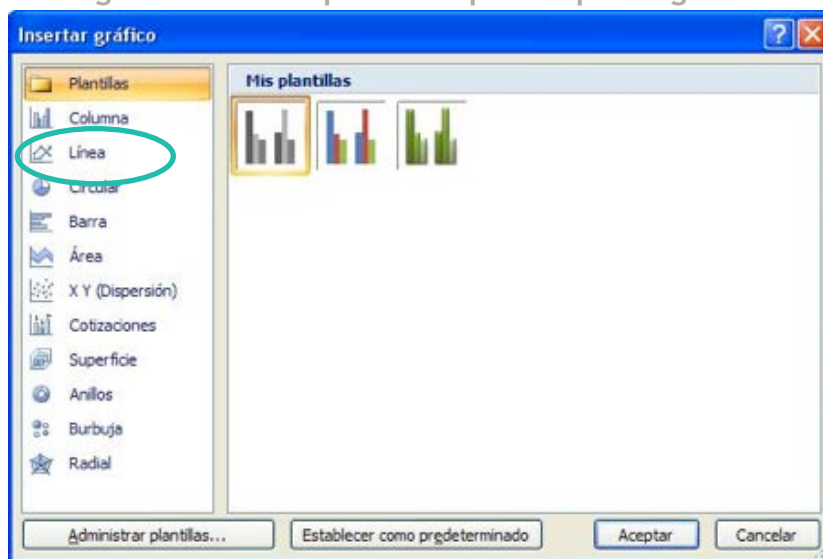 Insertar gráfico
Plantillas
Columna
Línea
Circular
Barra
Área
X Y (Dispersión)
Cotizaciones
Superficie
Anillos
Burbuja
Radial
Mis plantillas
Administrar plantillas...
Establecer como predeterminado
Aceptar
Cancelar